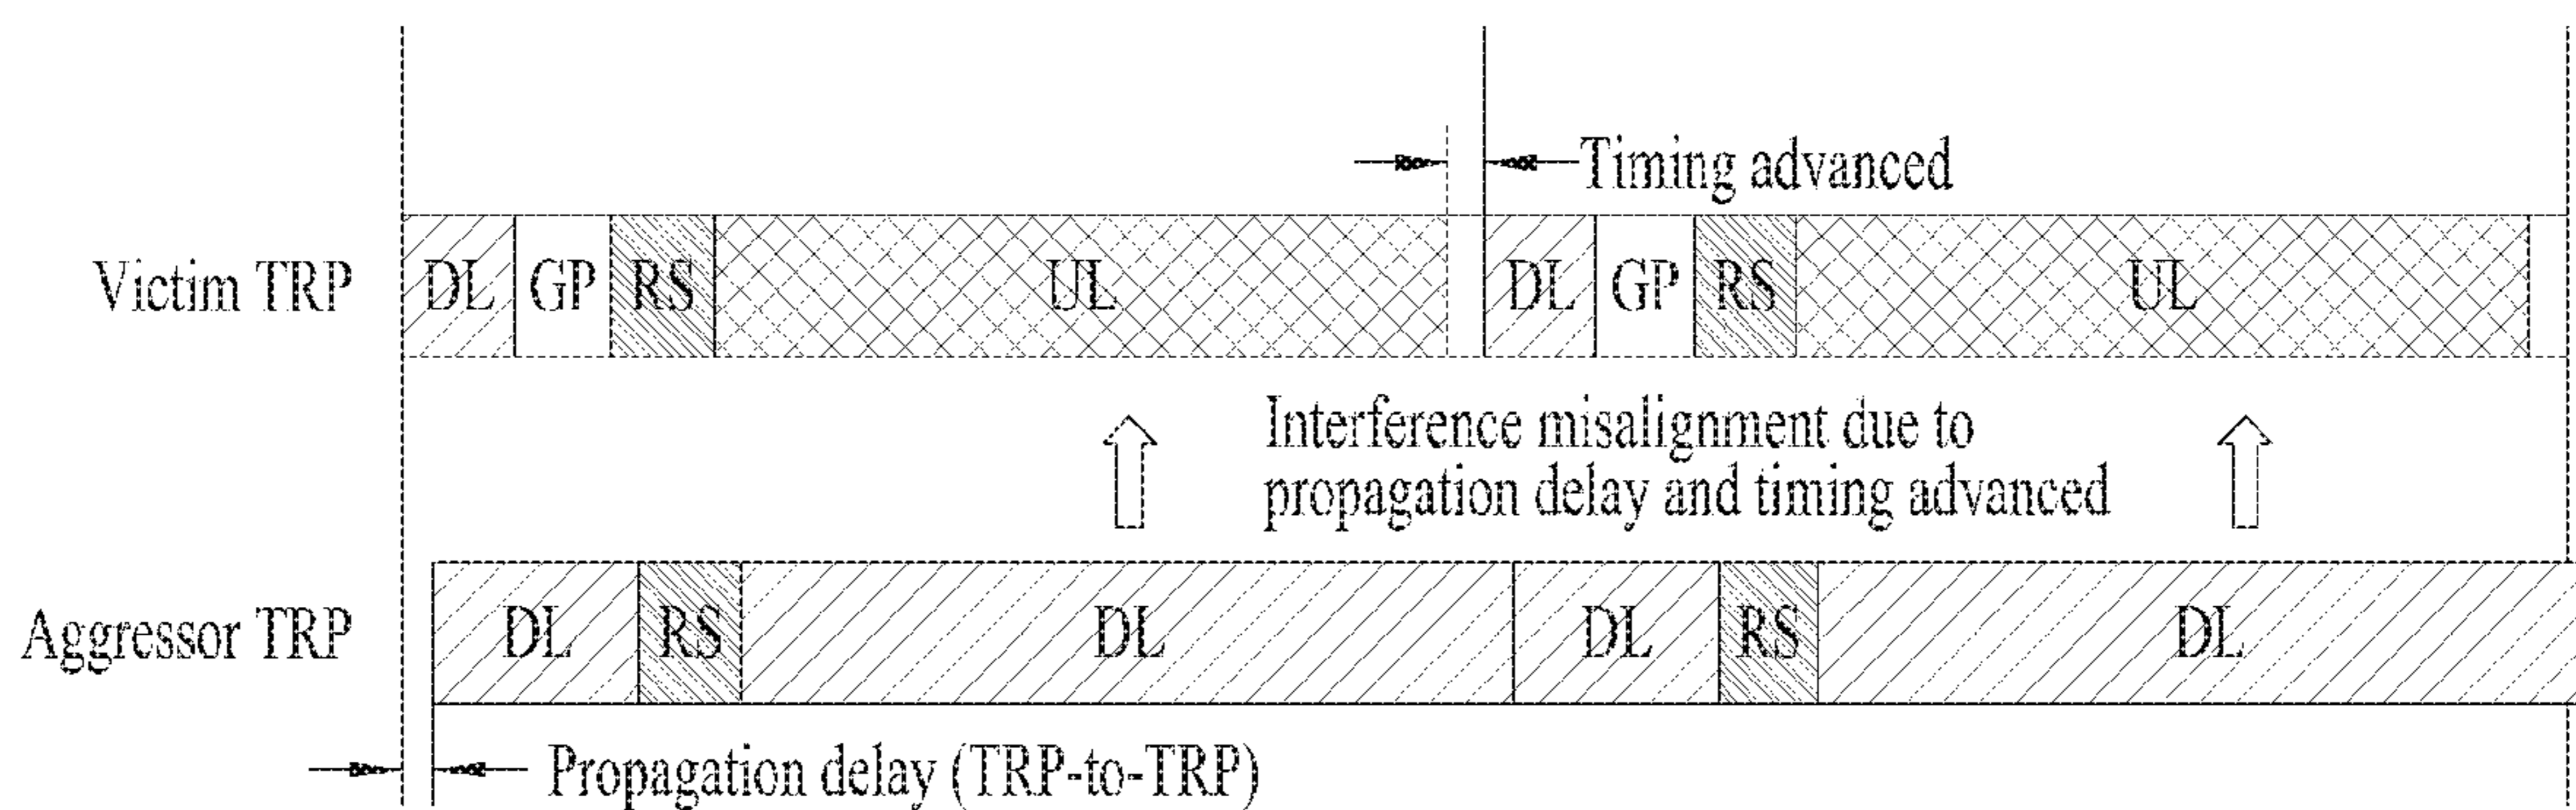 Timing advanced
Victim TRP DL GP RS UL DL GP RS UL
Interference misalignment due to
propagation delay and timing advanced
Aggressor TRP DL RS DL DL RS DL
Propagation delay (TRP-to-TRP)